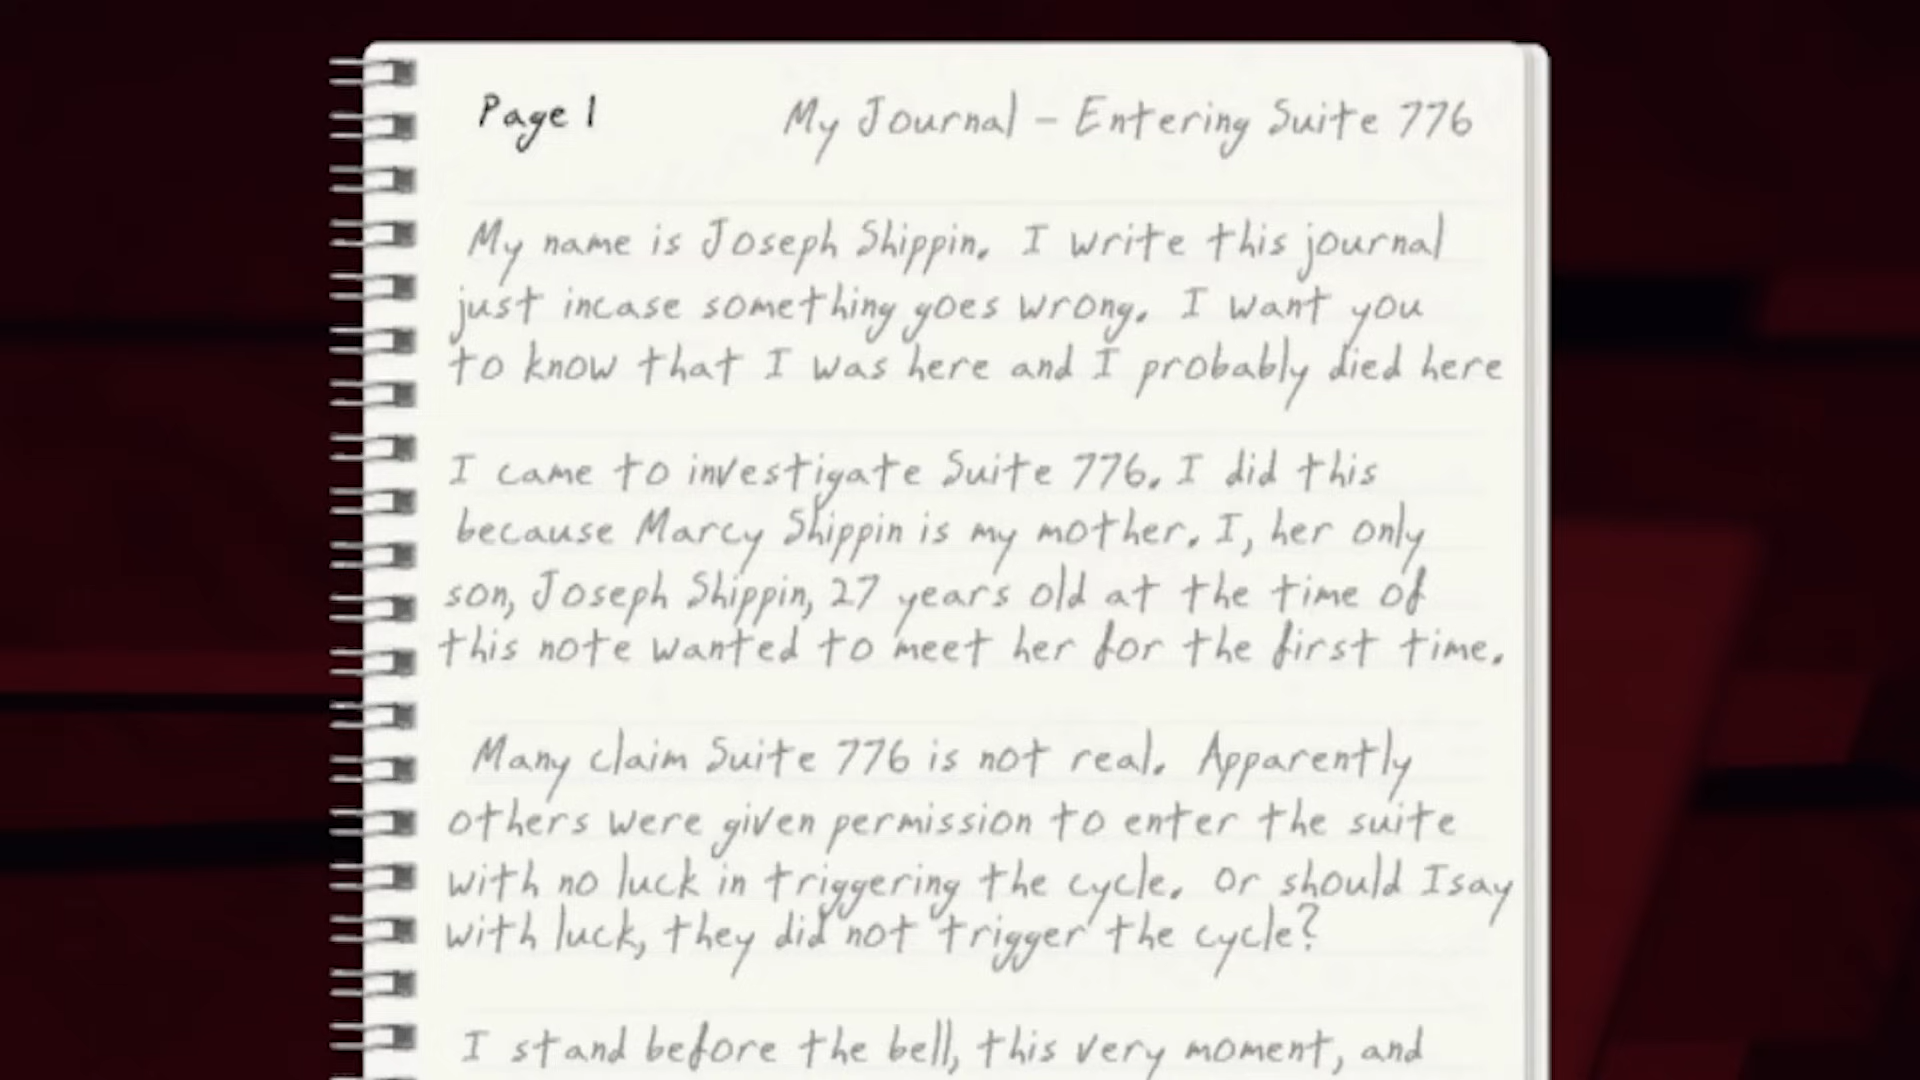 Page 1
My Journal - Entering Suite 776
My name is Joseph Shippin. I write this journal
just incase something goes wrong. I want you
to know that I was here and I probably died here
I came to investigate Suite 776. I did this
because Marcy Shippin is my mother. I, her only
son, Joseph Shippin, 27 years old at the time of
this note wanted to meet her for the first time.
Many claim Suite 776 is not real. Apparently
others were given permission to enter the suite
with no luck in triggering the cycle. Or should I say
with luck, they did not trigger the cycle?
I stand before the bell, this very moment, and